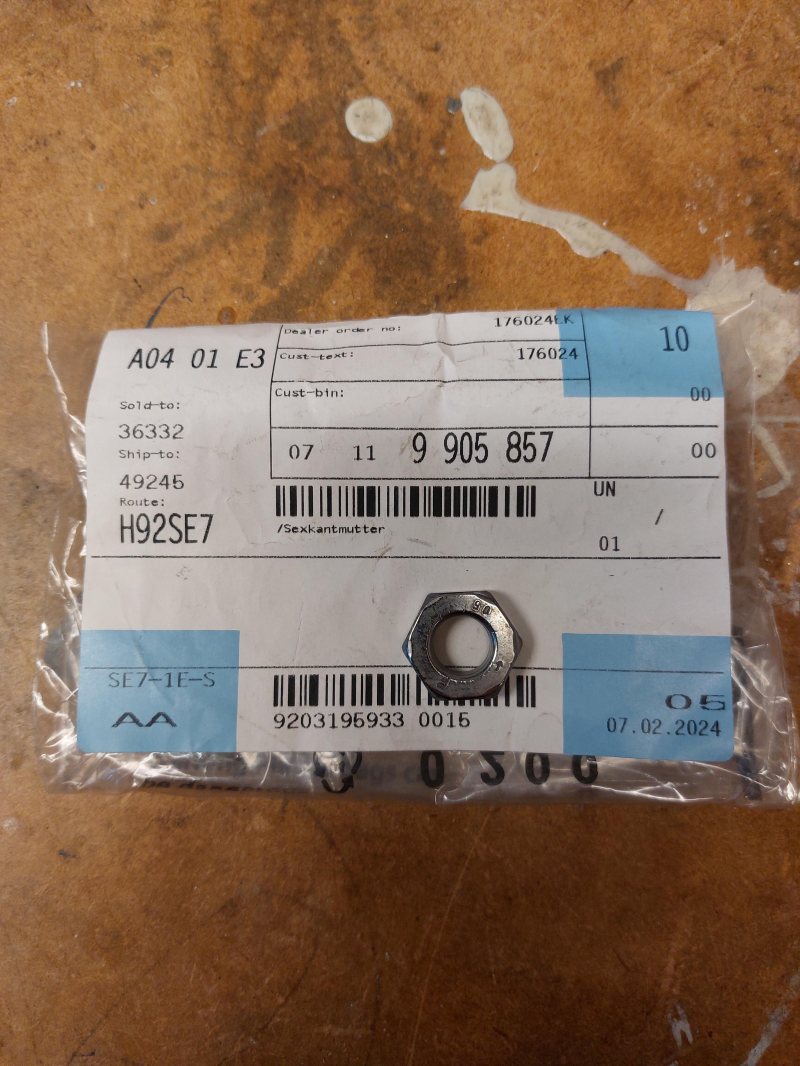 A04 01 E3
Dealer order no: 176024EK
Cust-text: 176024
Cust-bin:
10
00
Sold-to:
36332
Ship-to:
49245
Route:
H92SE7
07 11 9 905 857
00
/Sexkantmutter
UN
/
01
SE7-1E-S
AA
9203195933 0015
05
07.02.2024